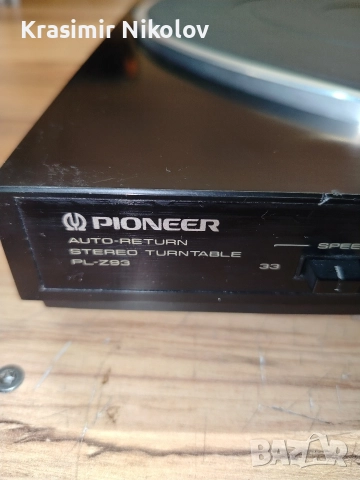 Krasimir Nikolov
PIONEER
AUTO-RETURN
STEREO TURNTABLE
PL-Z93
SPEE
33
BAZAR